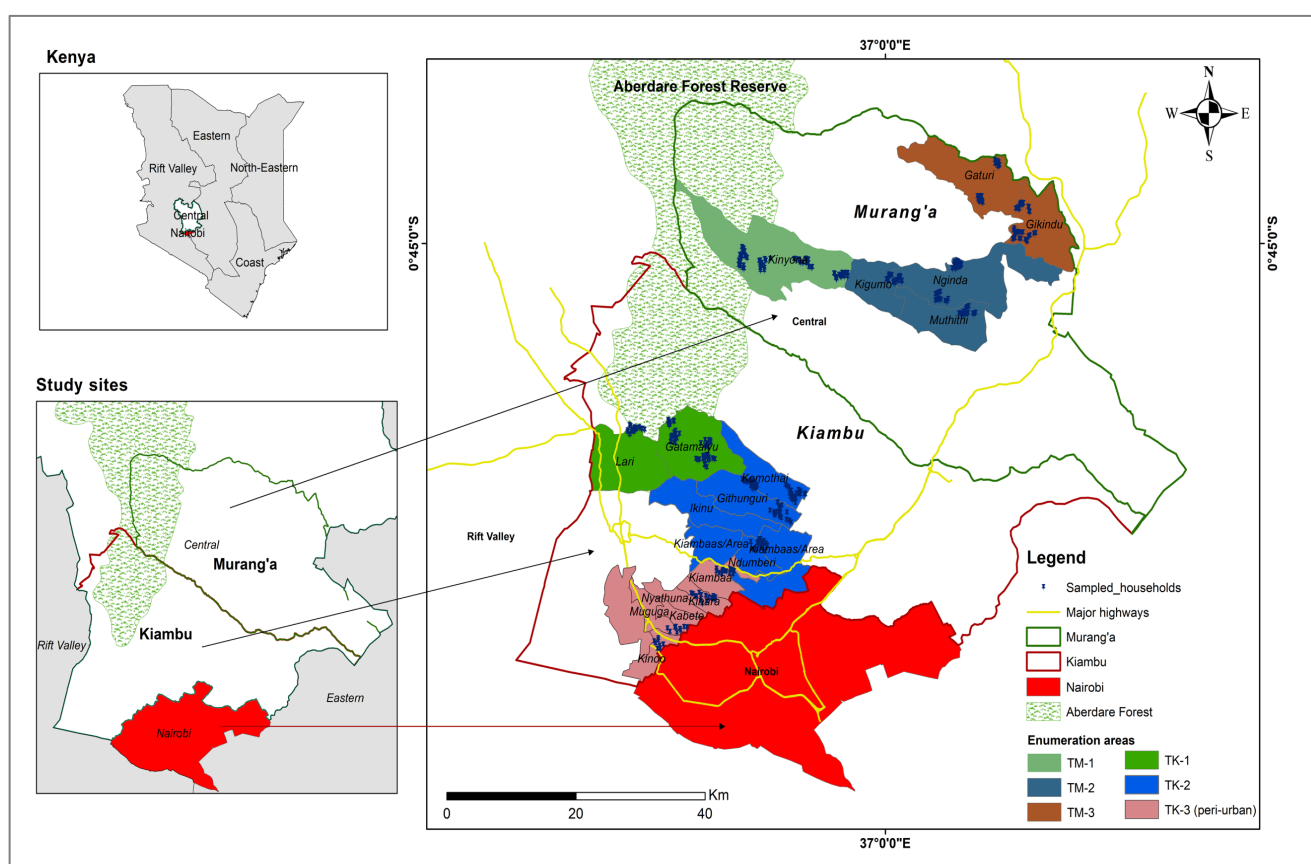 Kenya
Eastern
Rift Valley
North-Eastern
Central
Nairobi
Coast
Study sites
Central
Murang'a
Kiambu
Rift Valley
Eastern
Nairobi
37°0'0"E
Aberdare Forest Reserve
N
W
E
S
Gaturi
Murang'a
Gikindu
0°45'0"S
0°45'0"S
Kinyona
Kigumo
Nginda
Muthithi
Central
Kiambu
Gatamaiyu
Lari
Komothai
Githunguri
Ikinu
Rift Valley
Kiambaas/Area
Kiambaas/Area
Ndumberi
Kiambaa
Nyathuna
Muguga
Kabete
Nairobi
Legend
Sampled_households
Major highways
Murang'a
Kiambu
Nairobi
Aberdare Forest
Enumeration areas
TM-1
TK-1
TM-2
TK-2
TM-3
TK-3 (peri-urban)
Km
0
20
40
37°0'0"E